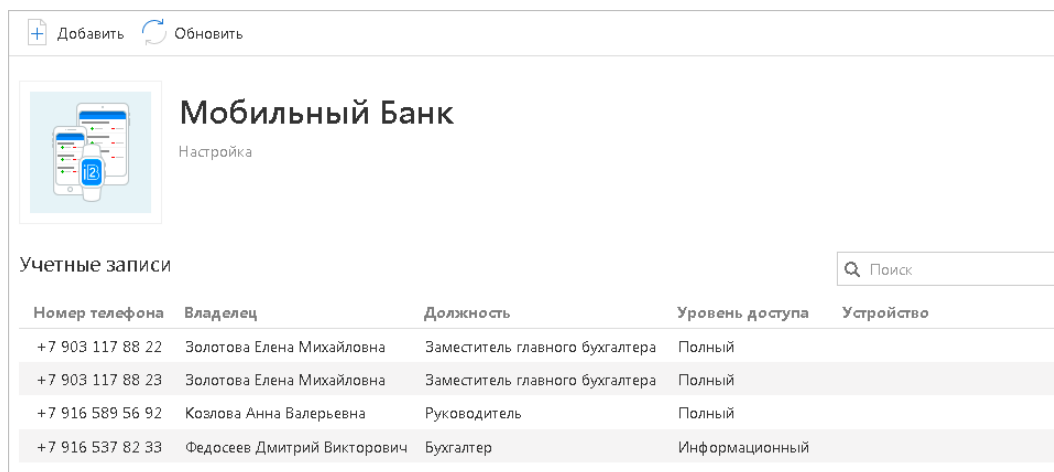 Добавить Обновить
Мобильный Банк
Настройка
i2
Учетные записи
Поиск
Номер телефона Владелец Должность Уровень доступа Устройство
+7 903 117 88 22 Золотова Елена Михайловна Заместитель главного бухгалтера Полный
+7 903 117 88 23 Золотова Елена Михайловна Заместитель главного бухгалтера Полный
+7 916 589 56 92 Козлова Анна Валерьевна Руководитель Полный
+7 916 537 82 33 Федосеев Дмитрий Викторович Бухгалтер Информационный